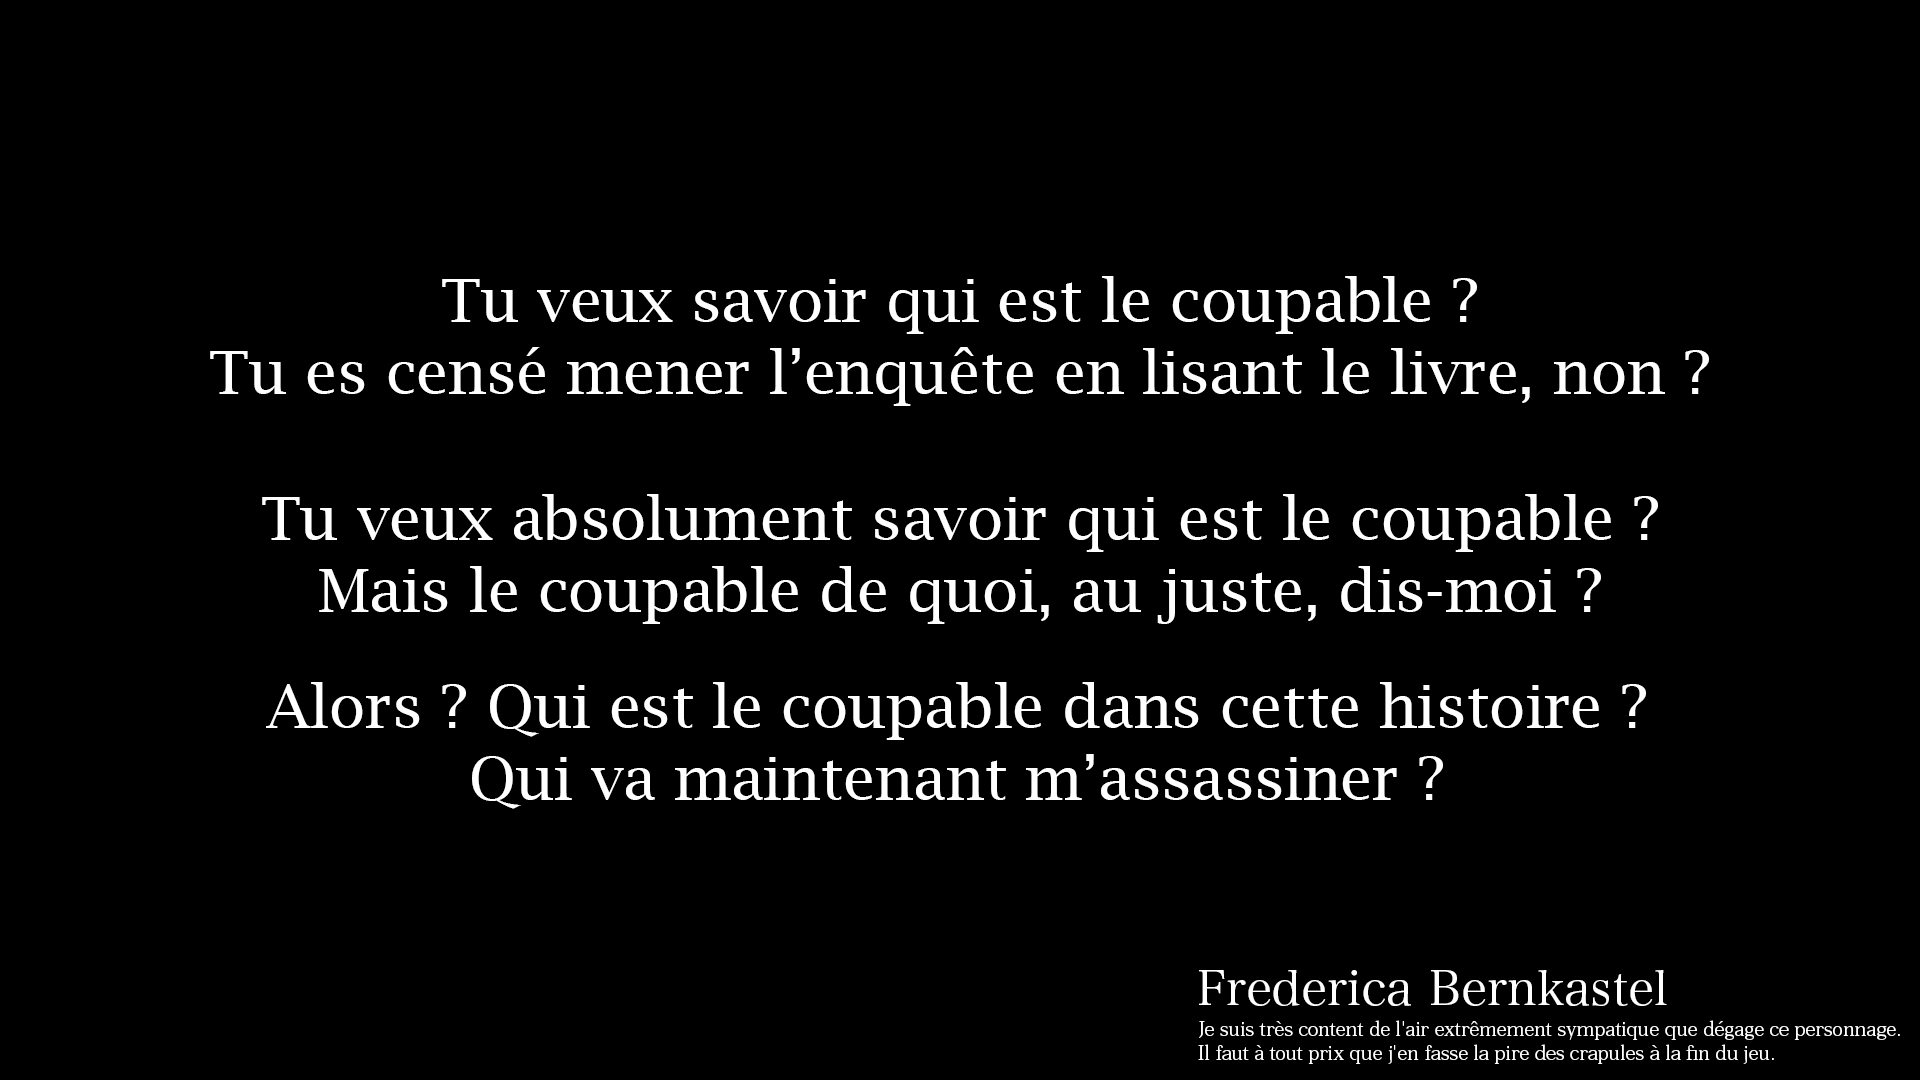 Tu veux savoir qui est le coupable ?
Tu es censé mener l’enquête en lisant le livre, non ?
Tu veux absolument savoir qui est le coupable ?
Mais le coupable de quoi, au juste, dis-moi ?
Alors ? Qui est le coupable dans cette histoire ?
Qui va maintenant m’assassiner ?
Frederica Bernkastel
Je suis très content de l'air extrêmement sympatique que dégage ce personnage.
Il faut à tout prix que j'en fasse la pire des crapules à la fin du jeu.